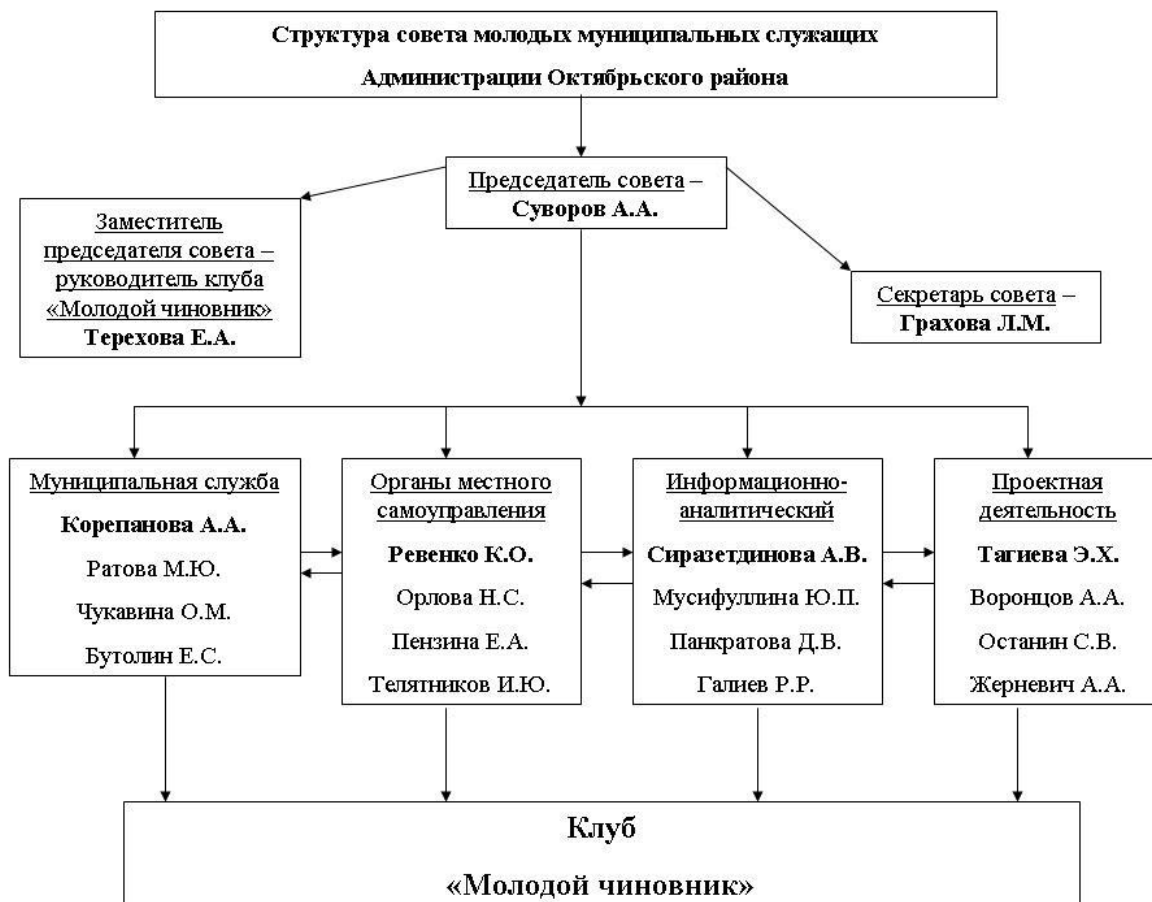 Структура совета молодых муниципальных служащих
Администрации Октябрьского района
Председатель совета –
Суворов А.А.
Заместитель
председателя совета –
руководитель клуба
«Молодой чиновник»
Терехова Е.А.
Секретарь совета –
Грахова Л.М.
Муниципальная служба
Корепанова А.А.
Ратова М.Ю.
Чукавина О.М.
Бутолин Е.С.
Органы местного
самоуправления
Ревенко К.О.
Орлова Н.С.
Пензина Е.А.
Телятников И.Ю.
Информационно-
аналитический
Сиразетдинова А.В.
Мусифуллина Ю.П.
Панкратова Д.В.
Галиев Р.Р.
Проектная
деятельность
Тагиева Э.Х.
Воронцов А.А.
Останин С.В.
Жерневич А.А.
Клуб
«Молодой чиновник»